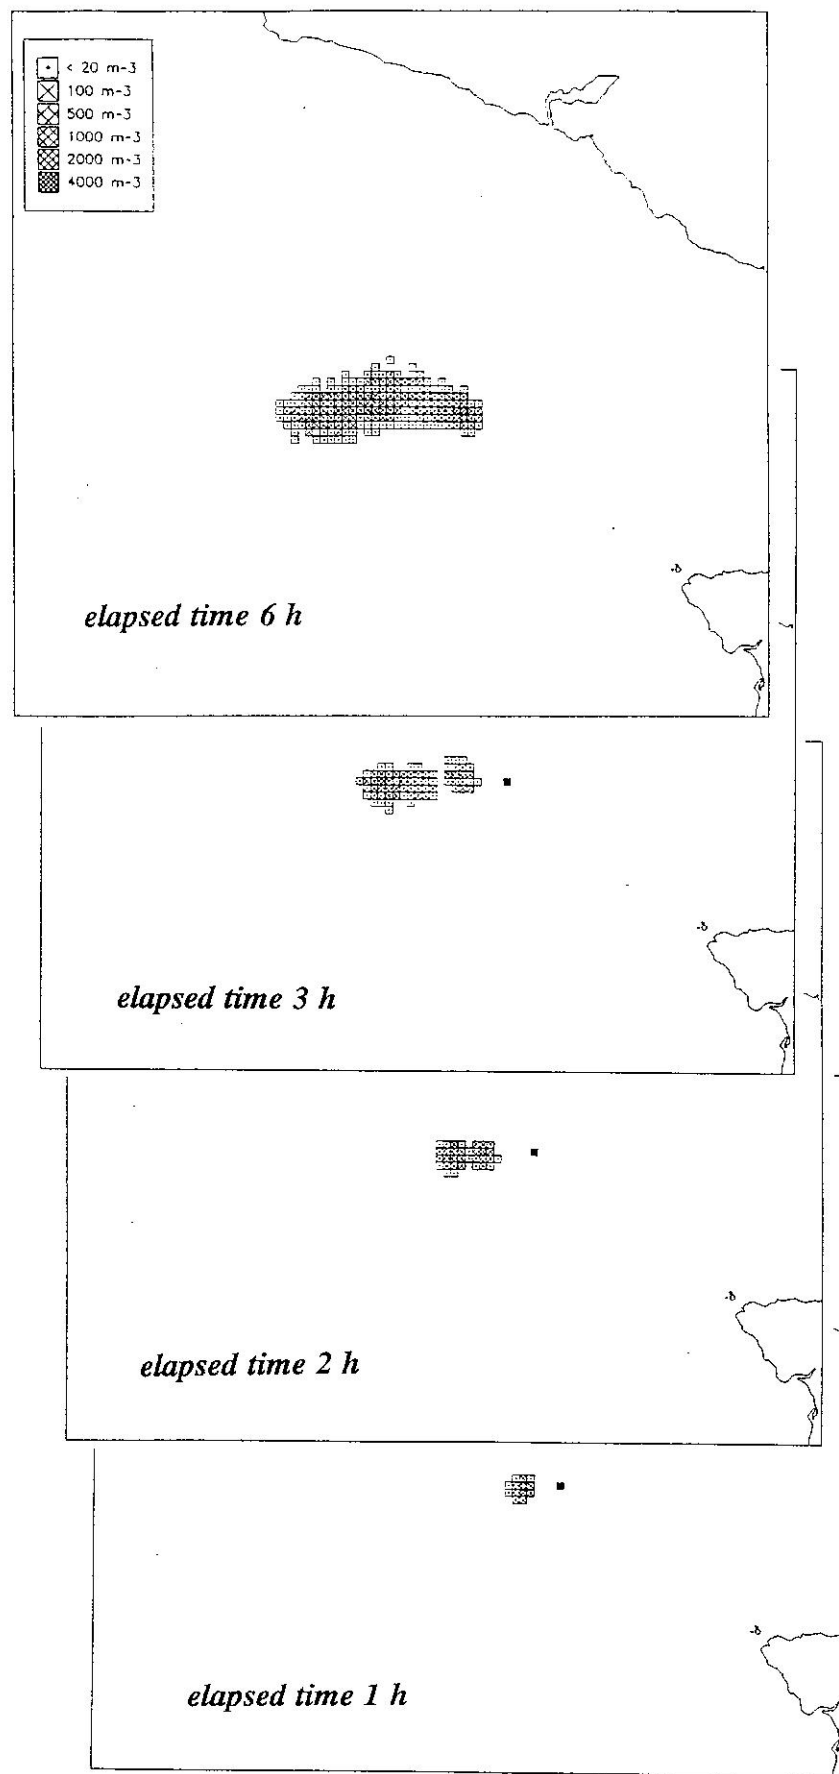 < 20 m-3
100 m-3
500 m-3
1000 m-3
2000 m-3
4000 m-3
elapsed time 6 h
elapsed time 3 h
elapsed time 2 h
elapsed time 1 h